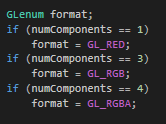 GLenum format;
if (numComponents == 1)
    format = GL_RED;
if (numComponents == 3)
    format = GL_RGB;
if (numComponents == 4)
    format = GL_RGBA;